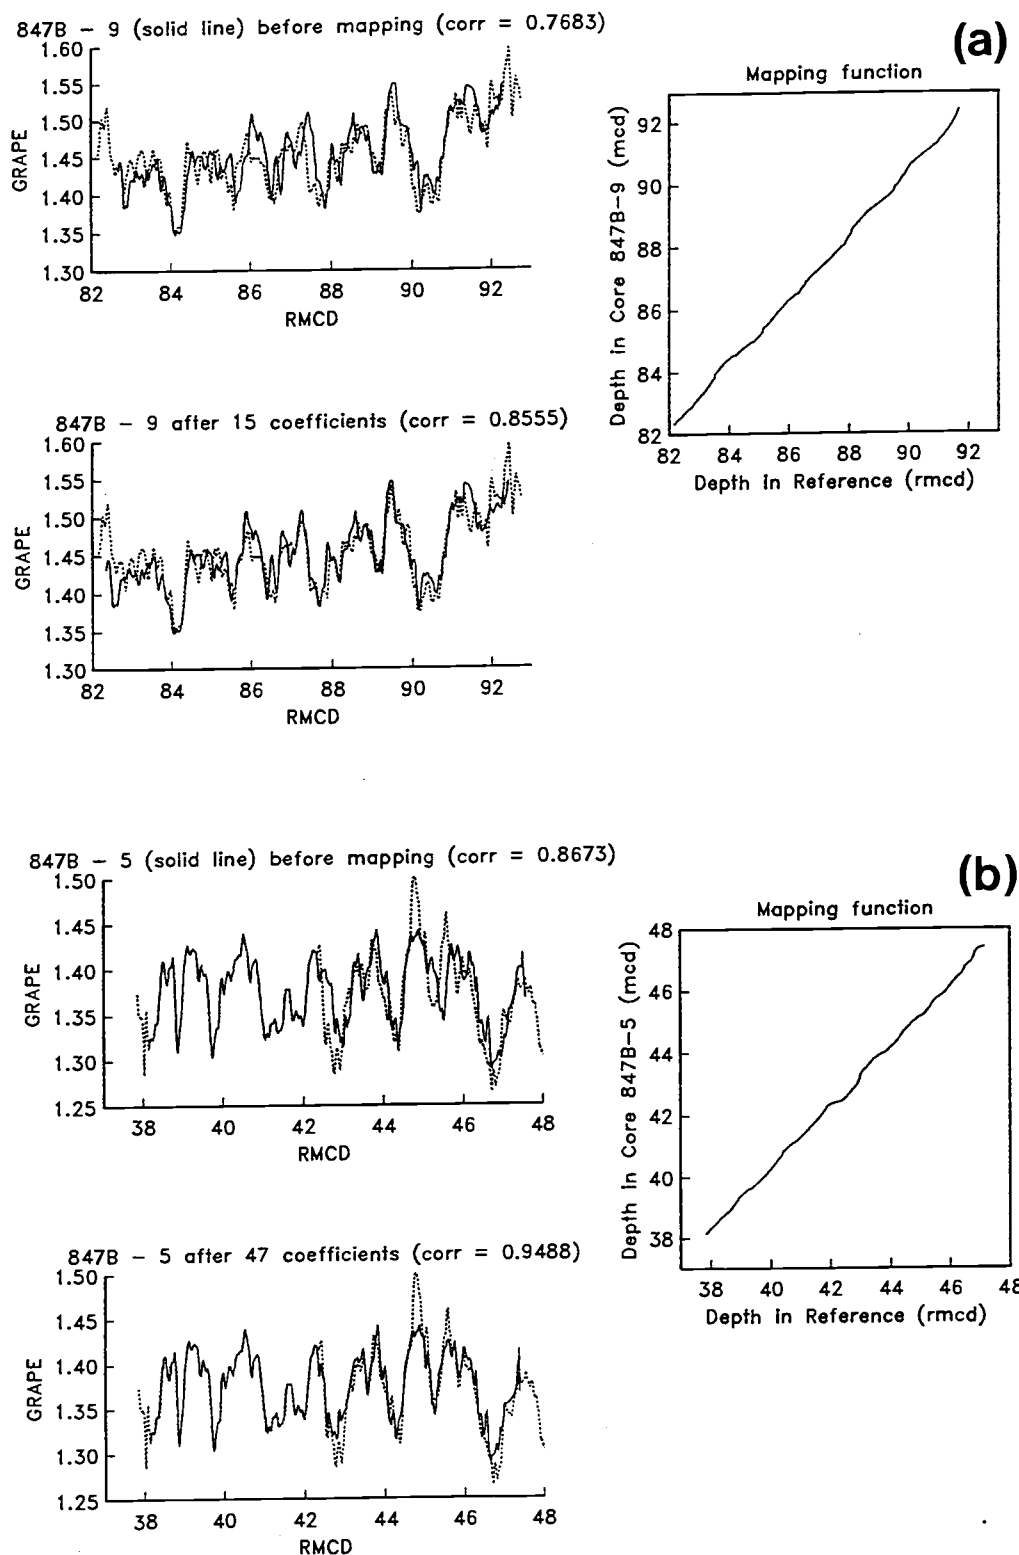 847B - 9 (solid line) before mapping (corr = 0.7683)
(a)
1.60
1.55
1.50
1.45
1.40
1.35
1.30
GRAPE
82 84 86 88 90 92
RMCD
Mapping function
92
90
88
86
84
82
Depth in Core 847B-9 (mcd)
82 84 86 88 90 92
Depth in Reference (rmcd)
847B - 9 after 15 coefficients (corr = 0.8555)
1.60
1.55
1.50
1.45
1.40
1.35
1.30
GRAPE
82 84 86 88 90 92
RMCD
847B - 5 (solid line) before mapping (corr = 0.8673)
(b)
1.50
1.45
1.40
1.35
1.30
1.25
GRAPE
38 40 42 44 46 48
RMCD
Mapping function
48
46
44
42
40
38
Depth in Core 847B-5 (mcd)
38 40 42 44 46 48
Depth in Reference (rmcd)
847B - 5 after 47 coefficients (corr = 0.9488)
1.50
1.45
1.40
1.35
1.30
1.25
GRAPE
38 40 42 44 46 48
RMCD